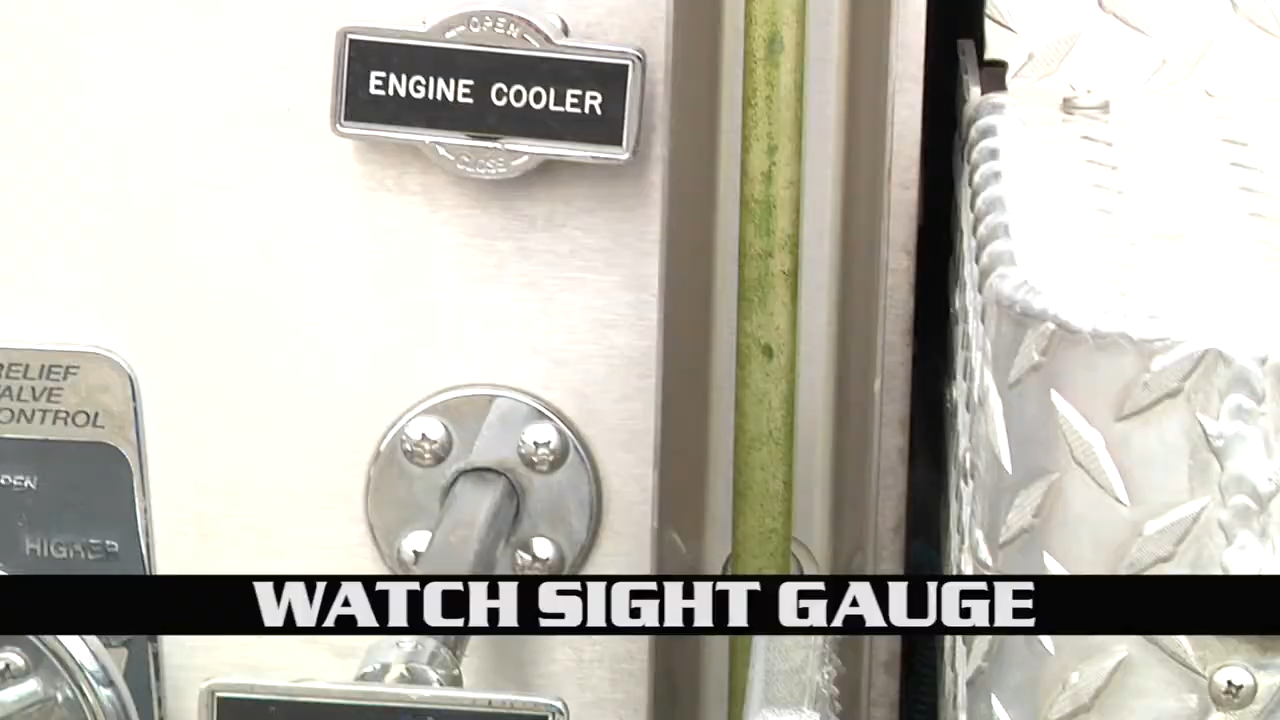 OPEN
ENGINE COOLER
CLOSE
RELIEF
VALVE
CONTROL
OPEN
HIGHER
WATCH SIGHT GAUGE